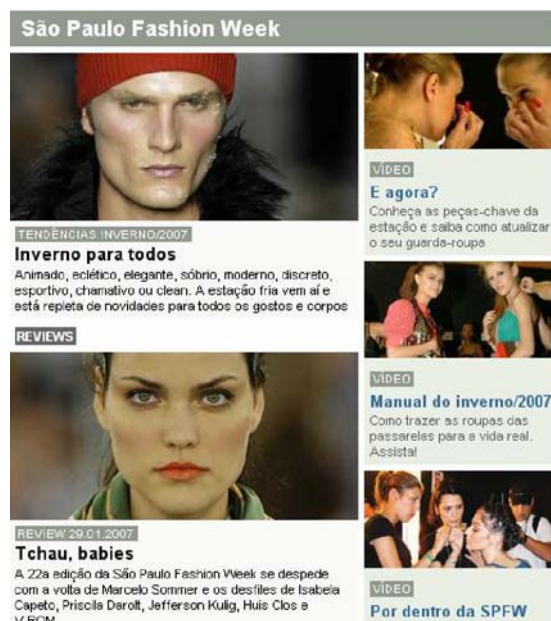 São Paulo Fashion Week
TENDÊNCIAS INVERNO/2007
Inverno para todos
Animado, eclético, elegante, sóbrio, moderno, discreto,
esportivo, chamativo ou clean. A estação fria vem aí e
está repleta de novidades para todos os gostos e corpos
REVIEWS
REVIEW 29.01.2007
Tchau, babies
A 22a edição da São Paulo Fashion Week se despede
com a volta de Marcelo Sommer e os desfiles de Isabela
Capeto, Priscila Darolt, Jefferson Kulig, Huis Clos e
V.ROM
VÍDEO
E agora?
Conheça as peças-chave da
estação e saiba como atualizar
o seu guarda-roupa
VÍDEO
Manual do inverno/2007
Como trazer as roupas das
passarelas para a vida real.
Assista!
VÍDEO
Por dentro da SPFW